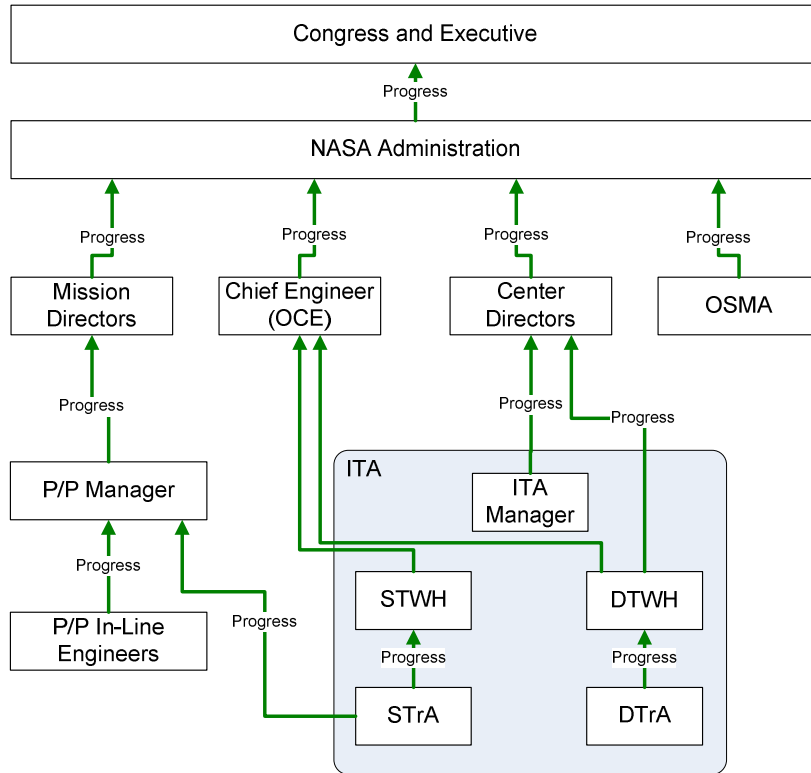 Congress and Executive
Progress
NASA Administration
Progress
Progress
Progress
Progress
Mission
Directors
Chief Engineer
(OCE)
Center
Directors
OSMA
Progress
Progress
Progress
ITA
P/P Manager
ITA
Manager
Progress
STWH
DTWH
P/P In-Line
Engineers
Progress
Progress
Progress
STrA
DTrA